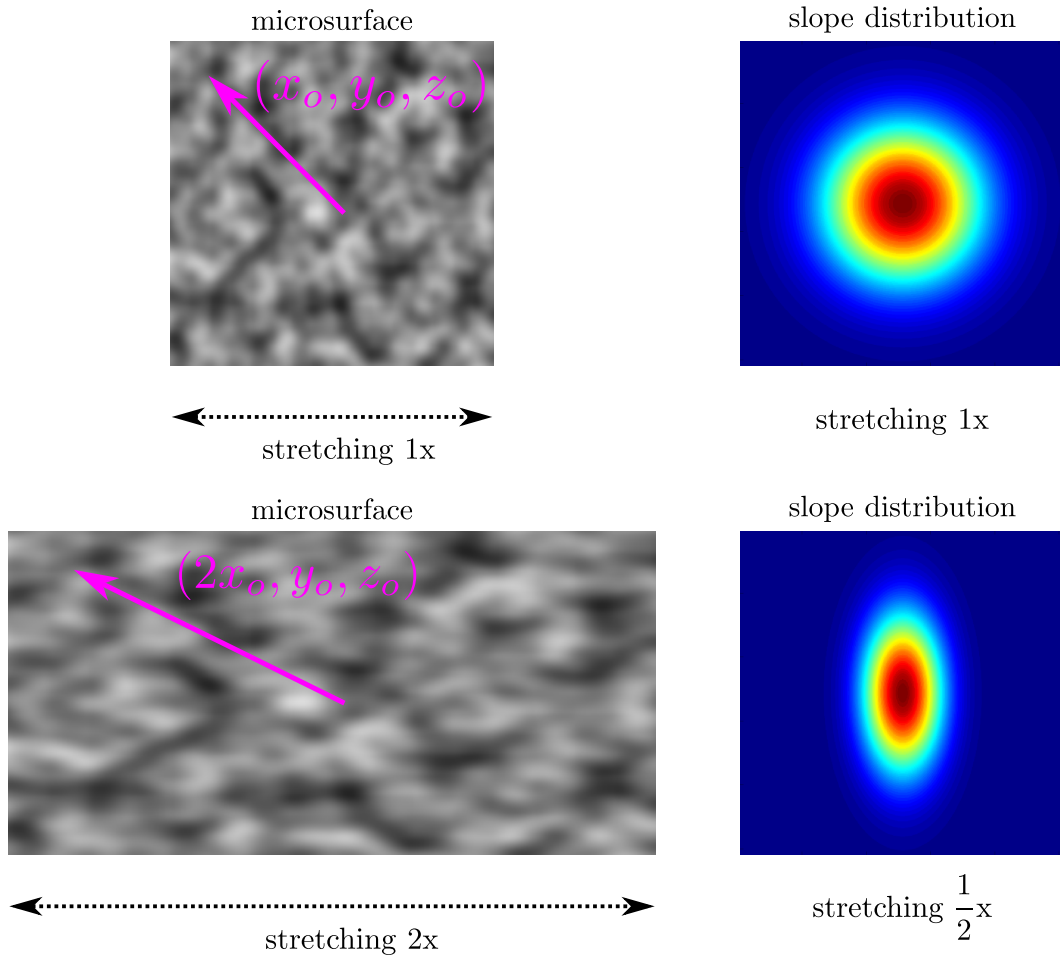 microsurface
slope distribution
(x_o, y_o, z_o)
stretching 1x
stretching 1x
microsurface
slope distribution
(2x_o, y_o, z_o)
stretching 2x
stretching 1/2x